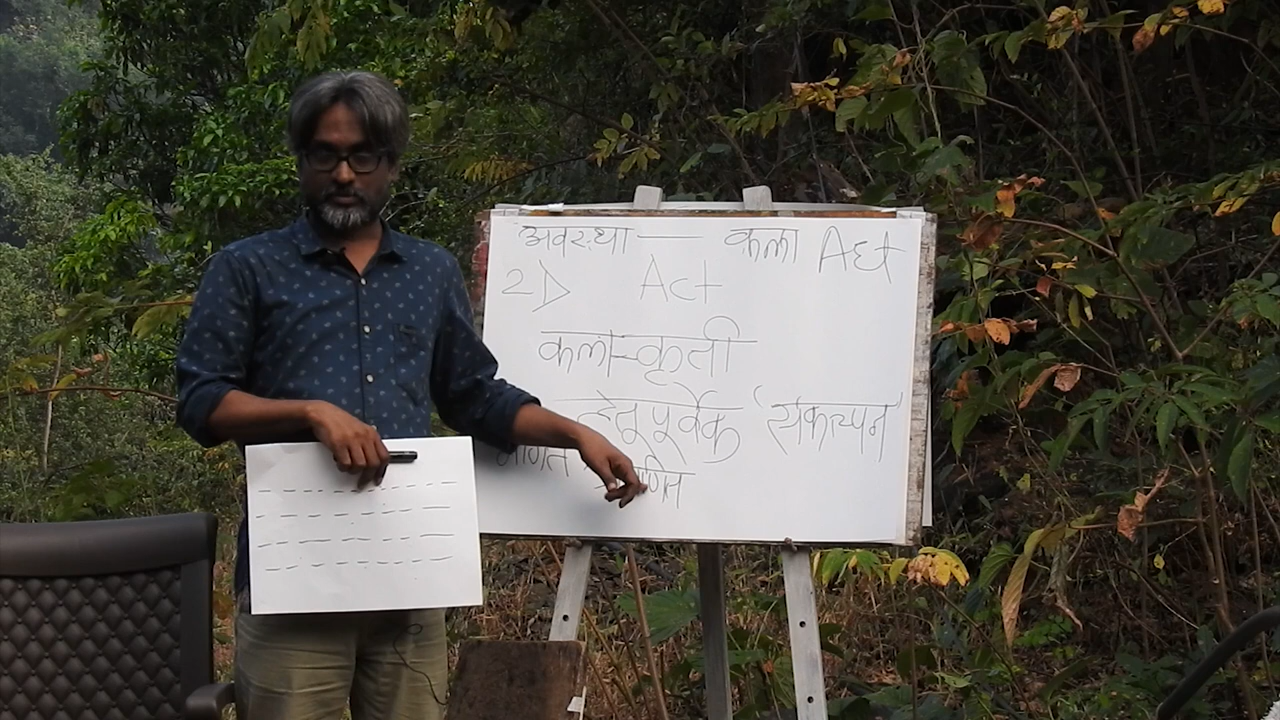 अवस्था — कला Art
2D Act
कला-कृती
हेतूपूर्वक 'संकल्पन'